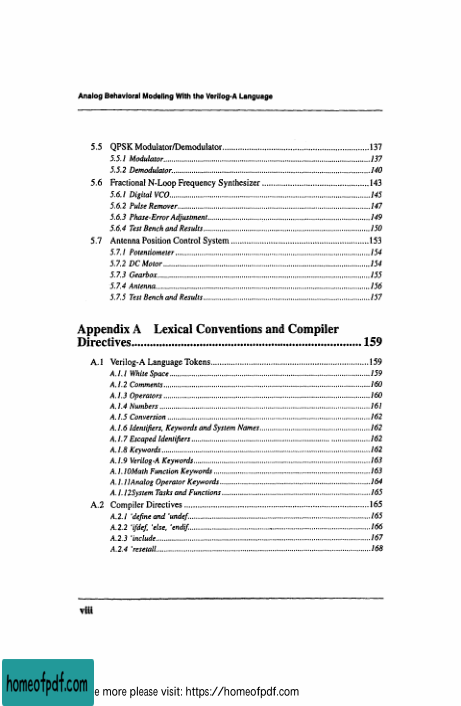 Analog Behavioral Modeling With the Verilog-A Language
5.5 QPSK Modulator/Demodulator 137
5.5.1 Modulator 137
5.5.2 Demodulator 140
5.6 Fractional N-Loop Frequency Synthesizer 143
5.6.1 Digital VCO 145
5.6.2 Pulse Remover 147
5.6.3 Phase-Error Adjustment 149
5.6.4 Test Bench and Results 150
5.7 Antenna Position Control System 153
5.7.1 Potentiometer 154
5.7.2 DC Motor 154
5.7.3 Gearbox 155
5.7.4 Antenna 156
5.7.5 Test Bench and Results 157
Appendix A Lexical Conventions and Compiler
Directives 159
A.1 Verilog-A Language Tokens 159
A.1.1 White Space 159
A.1.2 Comments 160
A.1.3 Operators 160
A.1.4 Numbers 161
A.1.5 Conversion 162
A.1.6 Identifiers, Keywords and System Names 162
A.1.7 Escaped Identifiers 162
A.1.8 Keywords 162
A.1.9 Verilog-A Keywords 163
A.1.10Math Function Keywords 163
A.1.11Analog Operator Keywords 164
A.1.12System Tasks and Functions 165
A.2 Compiler Directives 165
A.2.1 `define and `undef 165
A.2.2 `ifdef, `else, `endif 166
A.2.3 `include 167
A.2.4 `resetall 168
viii
homeofpdf.com
e more please visit: https://homeofpdf.com